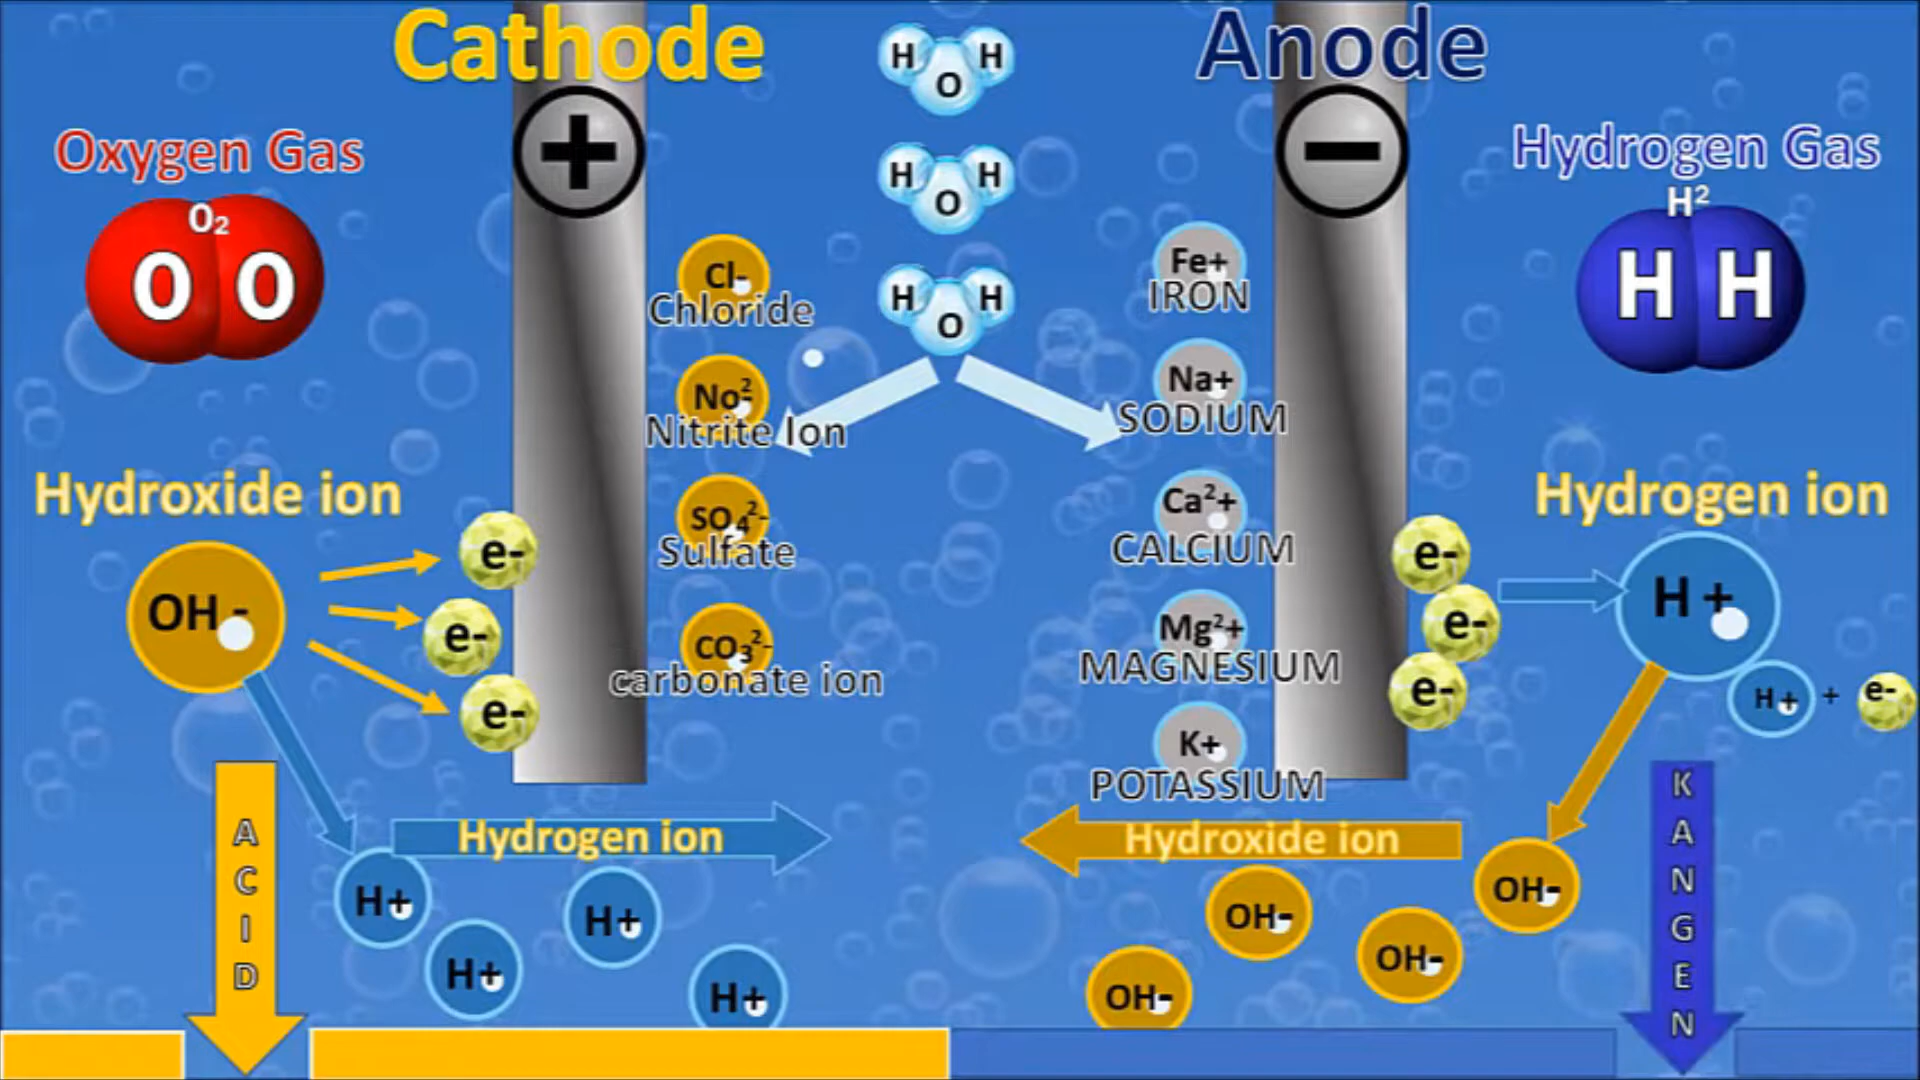 Cathode
Anode
+
−
H H
O
H H
O
H H
O
Oxygen Gas
O₂
O O
Hydrogen Gas
H²
H H
Cl-
Chloride
No²-
Nitrite Ion
SO₄²-
Sulfate
CO₃²-
carbonate ion
Fe+
IRON
Na+
SODIUM
Ca²+
CALCIUM
Mg²+
MAGNESIUM
K+
POTASSIUM
Hydroxide ion
OH -
e-
e-
e-
Hydrogen ion
e-
e-
e-
H +
H+ + e-
ACID
Hydrogen ion
H+
H+
H+
H+
Hydroxide ion
OH-
OH-
OH-
OH-
KANGEN